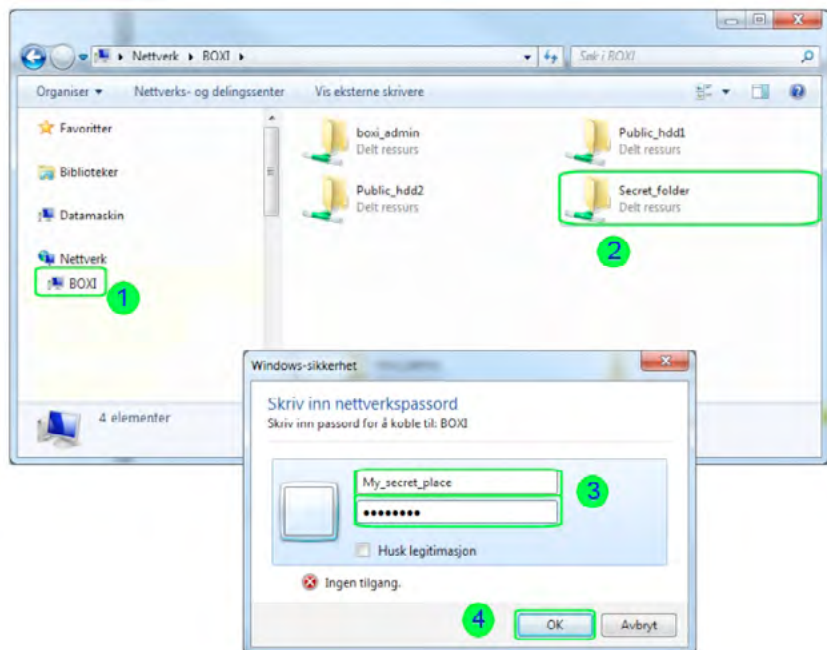 Nettverk ▸ BOXI ▸
Søk i BOXI
Organiser
Nettverks- og delingssenter
Vis eksterne skrivere
Favoritter
Biblioteker
Datamaskin
Nettverk
BOXI
1
boxi_admin
Delt ressurs
Public_hdd1
Delt ressurs
Public_hdd2
Delt ressurs
Secret_folder
Delt ressurs
2
4 elementer
Windows-sikkerhet
Skriv inn nettverkspassord
Skriv inn passord for å koble til: BOXI
My_secret_place
3
••••••••
Husk legitimasjon
Ingen tilgang.
4
OK
Avbryt